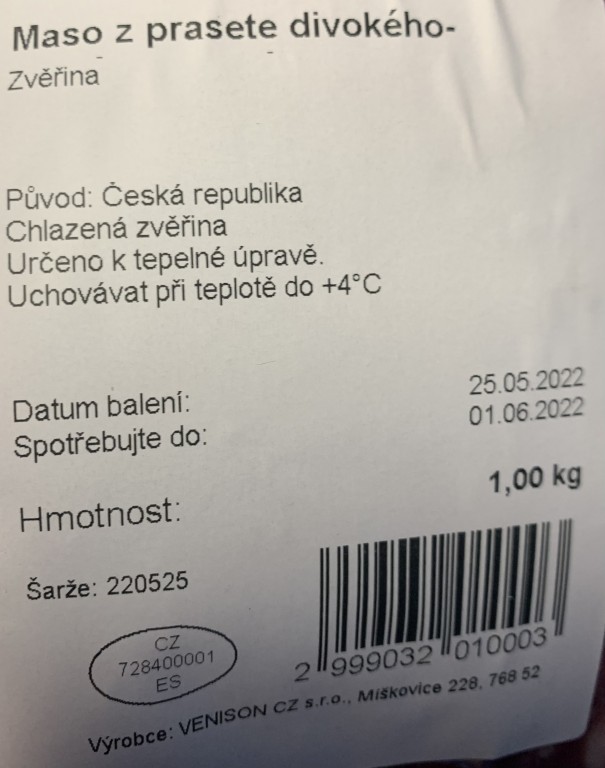 Maso z prasete divokého-
Zvěřina
Původ: Česká republika
Chlazená zvěřina
Určeno k tepelné úpravě.
Uchovávat při teplotě do +4°C
Datum balení: 25.05.2022
Spotřebujte do: 01.06.2022
Hmotnost: 1,00 kg
Šarže: 220525
CZ
728400001
ES
2 999032 010003
Výrobce: VENISON CZ s.r.o., Miškovice 228, 768 52